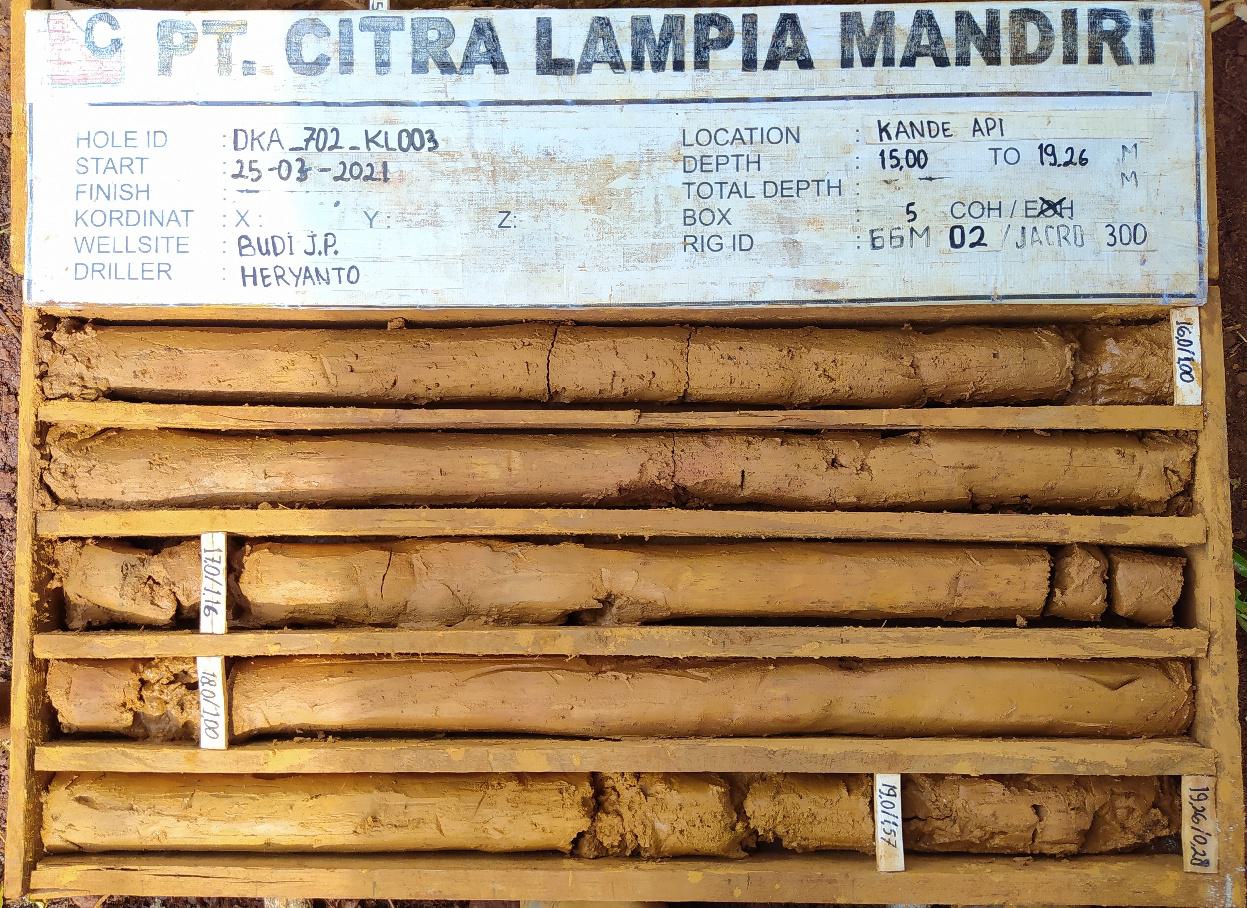 C PT. CITRA LAMPIA MANDIRI
HOLE ID : DKA_702_KL003
START : 25-03-2021
FINISH :
KORDINAT : X : Y : Z:
WELLSITE : BUDI J.P.
DRILLER : HERYANTO
LOCATION : KANDE API
DEPTH : 15,00 TO 19.26 M
TOTAL DEPTH : M
BOX : 5 COH / EOH
RIG ID : GGM 02 / JACRO 300
16.0/1.00
17.0/1.16
18.0/1.00
19.0/1.57
19.26/0.28